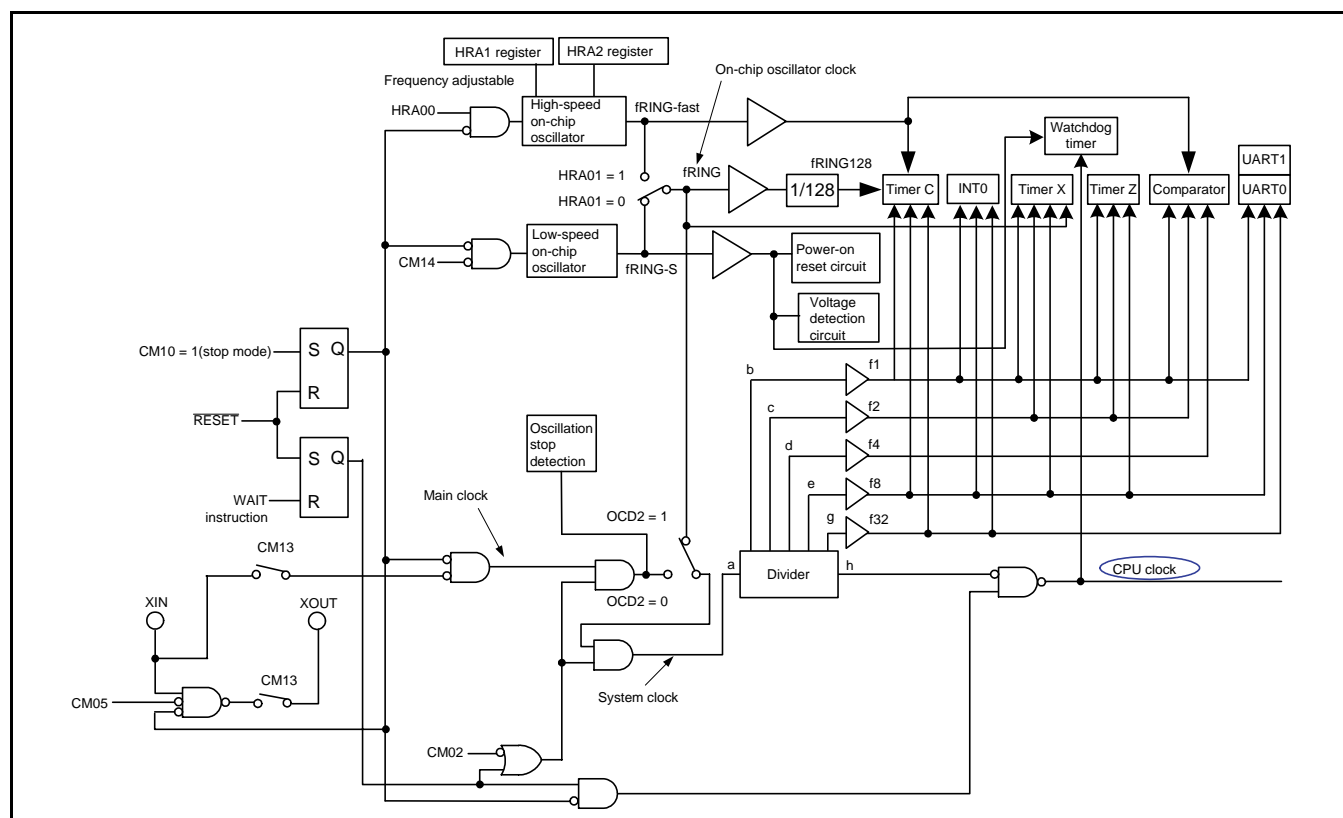 HRA1 register
HRA2 register
On-chip oscillator clock
Frequency adjustable
HRA00
High-speed
on-chip
oscillator
fRING-fast
Watchdog
timer
HRA01 = 1
HRA01 = 0
fRING
fRING128
1/128
Timer C
INT0
Timer X
Timer Z
Comparator
UART1
UART0
CM14
Low-speed
on-chip
oscillator
fRING-S
Power-on
reset circuit
Voltage
detection
circuit
CM10 = 1(stop mode)
S Q
R
RESET
S Q
R
WAIT
instruction
b
f1
c
f2
d
f4
e
f8
g
f32
Oscillation
stop
detection
Main clock
OCD2 = 1
OCD2 = 0
CM13
a
Divider
h
CPU clock
XIN
XOUT
System clock
CM13
CM05
CM02